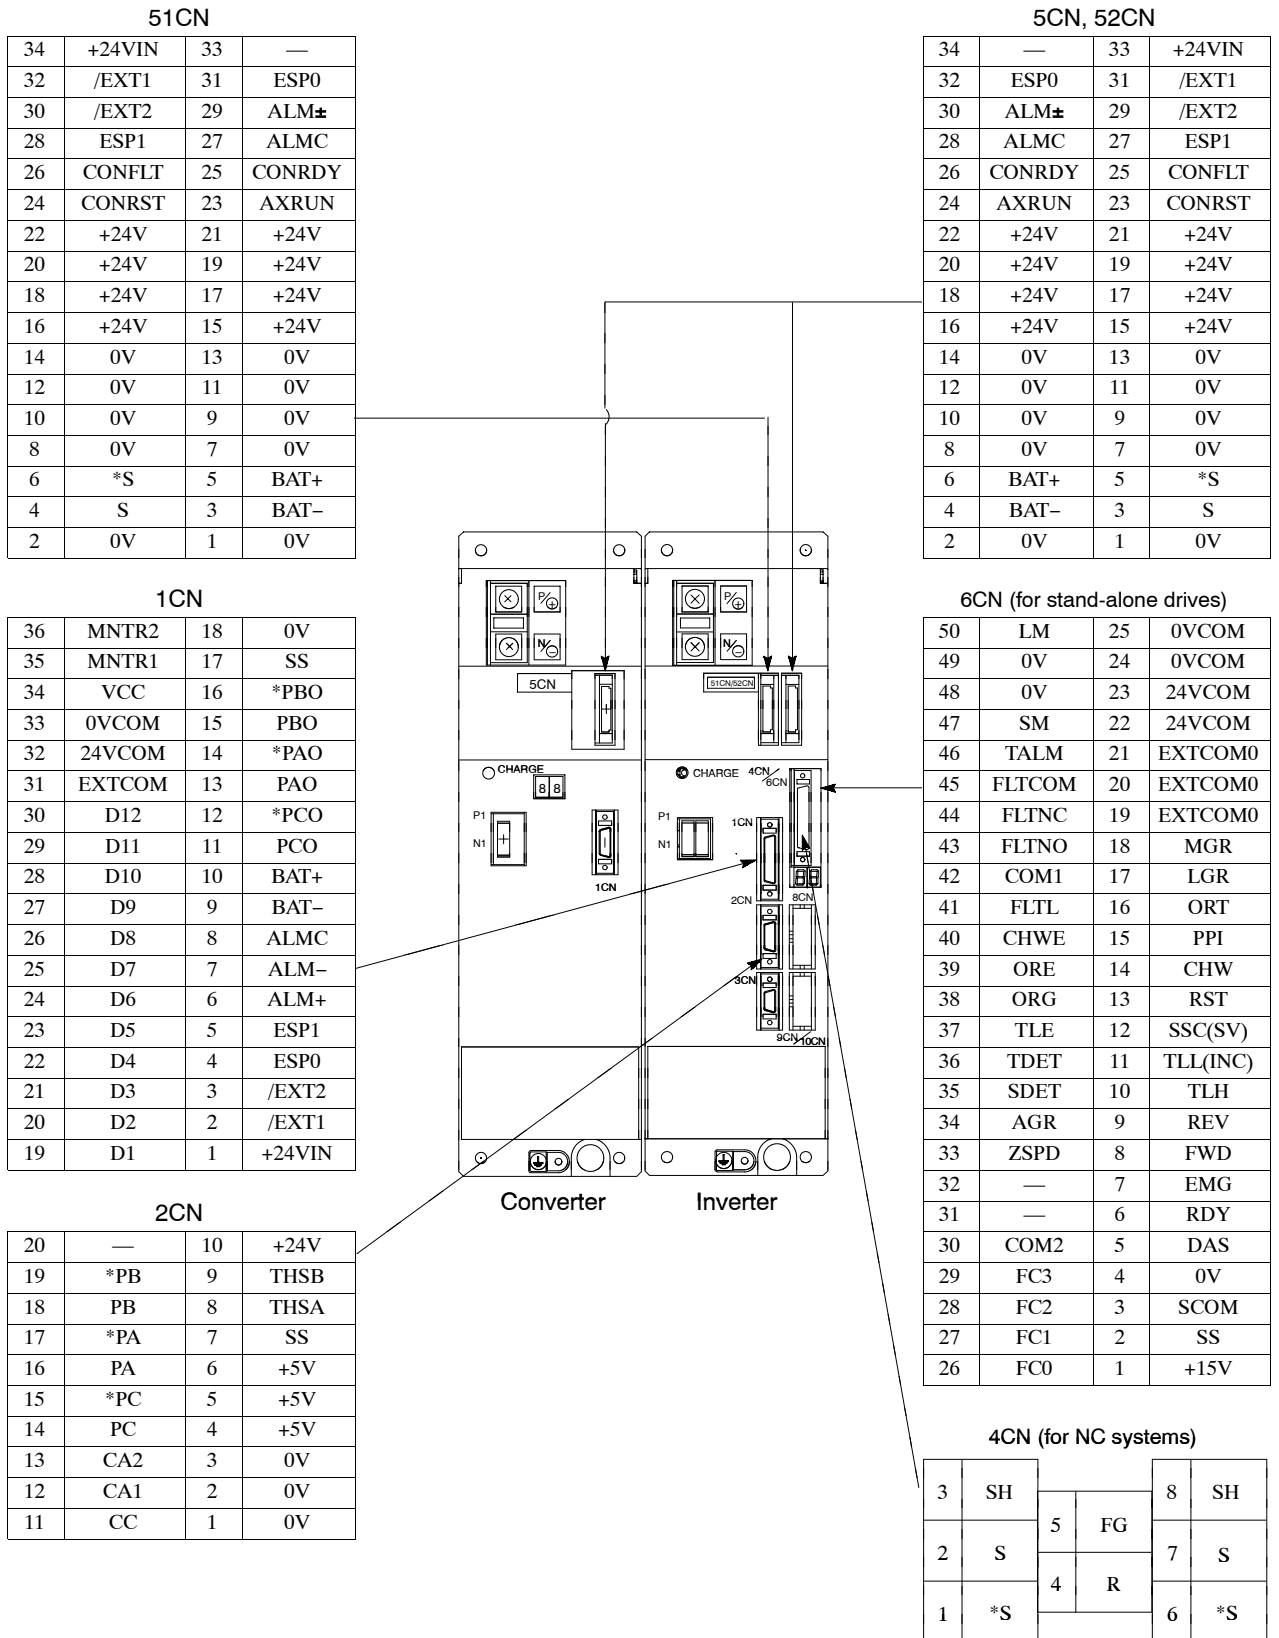 51CN
34 +24VIN 33 —
32 /EXT1 31 ESP0
30 /EXT2 29 ALM±
28 ESP1 27 ALMC
26 CONFLT 25 CONRDY
24 CONRST 23 AXRUN
22 +24V 21 +24V
20 +24V 19 +24V
18 +24V 17 +24V
16 +24V 15 +24V
14 0V 13 0V
12 0V 11 0V
10 0V 9 0V
8 0V 7 0V
6 *S 5 BAT+
4 S 3 BAT−
2 0V 1 0V
5CN, 52CN
34 — 33 +24VIN
32 ESP0 31 /EXT1
30 ALM± 29 /EXT2
28 ALMC 27 ESP1
26 CONRDY 25 CONFLT
24 AXRUN 23 CONRST
22 +24V 21 +24V
20 +24V 19 +24V
18 +24V 17 +24V
16 +24V 15 +24V
14 0V 13 0V
12 0V 11 0V
10 0V 9 0V
8 0V 7 0V
6 BAT+ 5 *S
4 BAT− 3 S
2 0V 1 0V
1CN
36 MNTR2 18 0V
35 MNTR1 17 SS
34 VCC 16 *PBO
33 0VCOM 15 PBO
32 24VCOM 14 *PAO
31 EXTCOM 13 PAO
30 D12 12 *PCO
29 D11 11 PCO
28 D10 10 BAT+
27 D9 9 BAT−
26 D8 8 ALMC
25 D7 7 ALM−
24 D6 6 ALM+
23 D5 5 ESP1
22 D4 4 ESP0
21 D3 3 /EXT2
20 D2 2 /EXT1
19 D1 1 +24VIN
2CN
20 — 10 +24V
19 *PB 9 THSB
18 PB 8 THSA
17 *PA 7 SS
16 PA 6 +5V
15 *PC 5 +5V
14 PC 4 +5V
13 CA2 3 0V
12 CA1 2 0V
11 CC 1 0V
P/⊕
N/⊖
5CN
CHARGE
8 8
P1
N1
1CN
Converter
P/⊕
N/⊖
51CN/52CN
CHARGE
4CN/6CN
P1
N1
1CN
8 8
2CN
8CN
3CN
9CN/10CN
Inverter
6CN (for stand-alone drives)
50 LM 25 0VCOM
49 0V 24 0VCOM
48 0V 23 24VCOM
47 SM 22 24VCOM
46 TALM 21 EXTCOM0
45 FLTCOM 20 EXTCOM0
44 FLTNC 19 EXTCOM0
43 FLTNO 18 MGR
42 COM1 17 LGR
41 FLTL 16 ORT
40 CHWE 15 PPI
39 ORE 14 CHW
38 ORG 13 RST
37 TLE 12 SSC(SV)
36 TDET 11 TLL(INC)
35 SDET 10 TLH
34 AGR 9 REV
33 ZSPD 8 FWD
32 — 7 EMG
31 — 6 RDY
30 COM2 5 DAS
29 FC3 4 0V
28 FC2 3 SCOM
27 FC1 2 SS
26 FC0 1 +15V
4CN (for NC systems)
3 SH 8 SH
5 FG
2 S 7 S
4 R
1 *S 6 *S